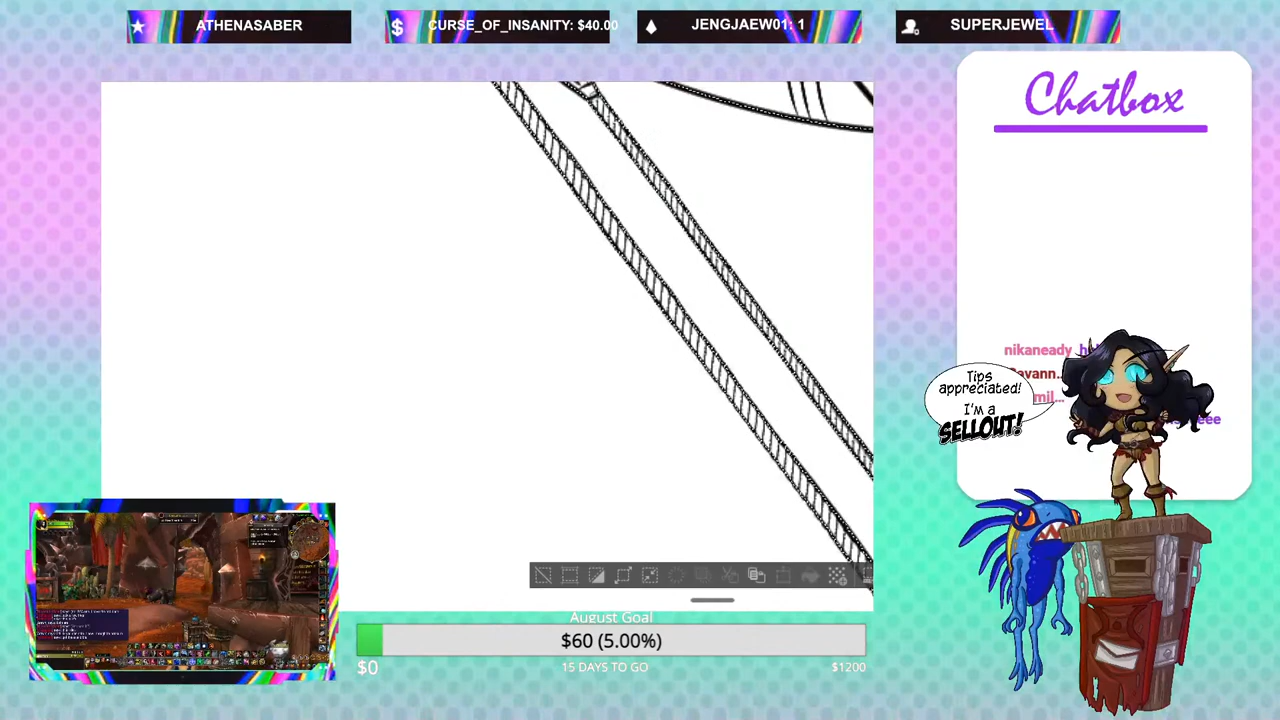 ATHENASABER
CURSE_OF_INSANITY: $40.00
JENGJAEW01: 1
SUPERJEWEL
Chatbox
nikaneady
Tips
appreciated!
I'M a
SELLOUT!
August Goal
$60 (5.00%)
$0
15 DAYS TO GO
$1200